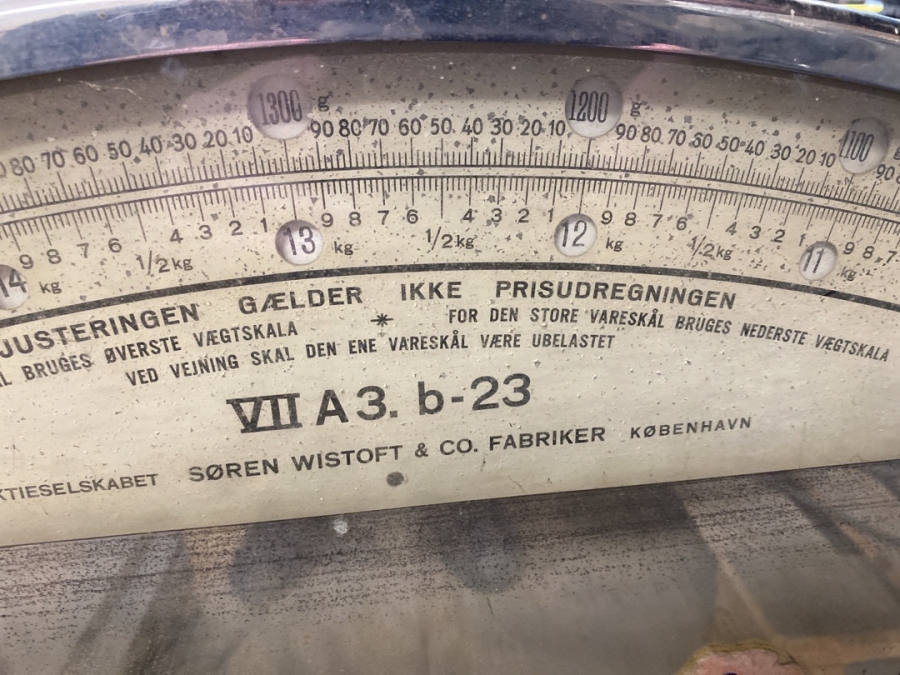 1300 g 1200 g 1100
80 70 60 50 40 30 20 10 90 80 70 60 50 40 30 20 10 90 80 70 60 50 40 30 20 10 90
9 8 7 6 4 3 2 1 9 8 7 6 4 3 2 1 9 8 7 6 4 3 2 1 9 8 7
14 kg 1/2 kg 13 kg 1/2 kg 12 kg 1/2 kg 11 kg
JUSTERINGEN GÆLDER IKKE PRISUDREGNINGEN
BRUGES ØVERSTE VÆGTSKALA * FOR DEN STORE VARESKÅL BRUGES NEDERSTE VÆGTSKALA
VED VEJNING SKAL DEN ENE VARESKÅL VÆRE UBELASTET
VII A 3. b-23
KTIESELSKABET SØREN WISTOFT & CO. FABRIKER KØBENHAVN